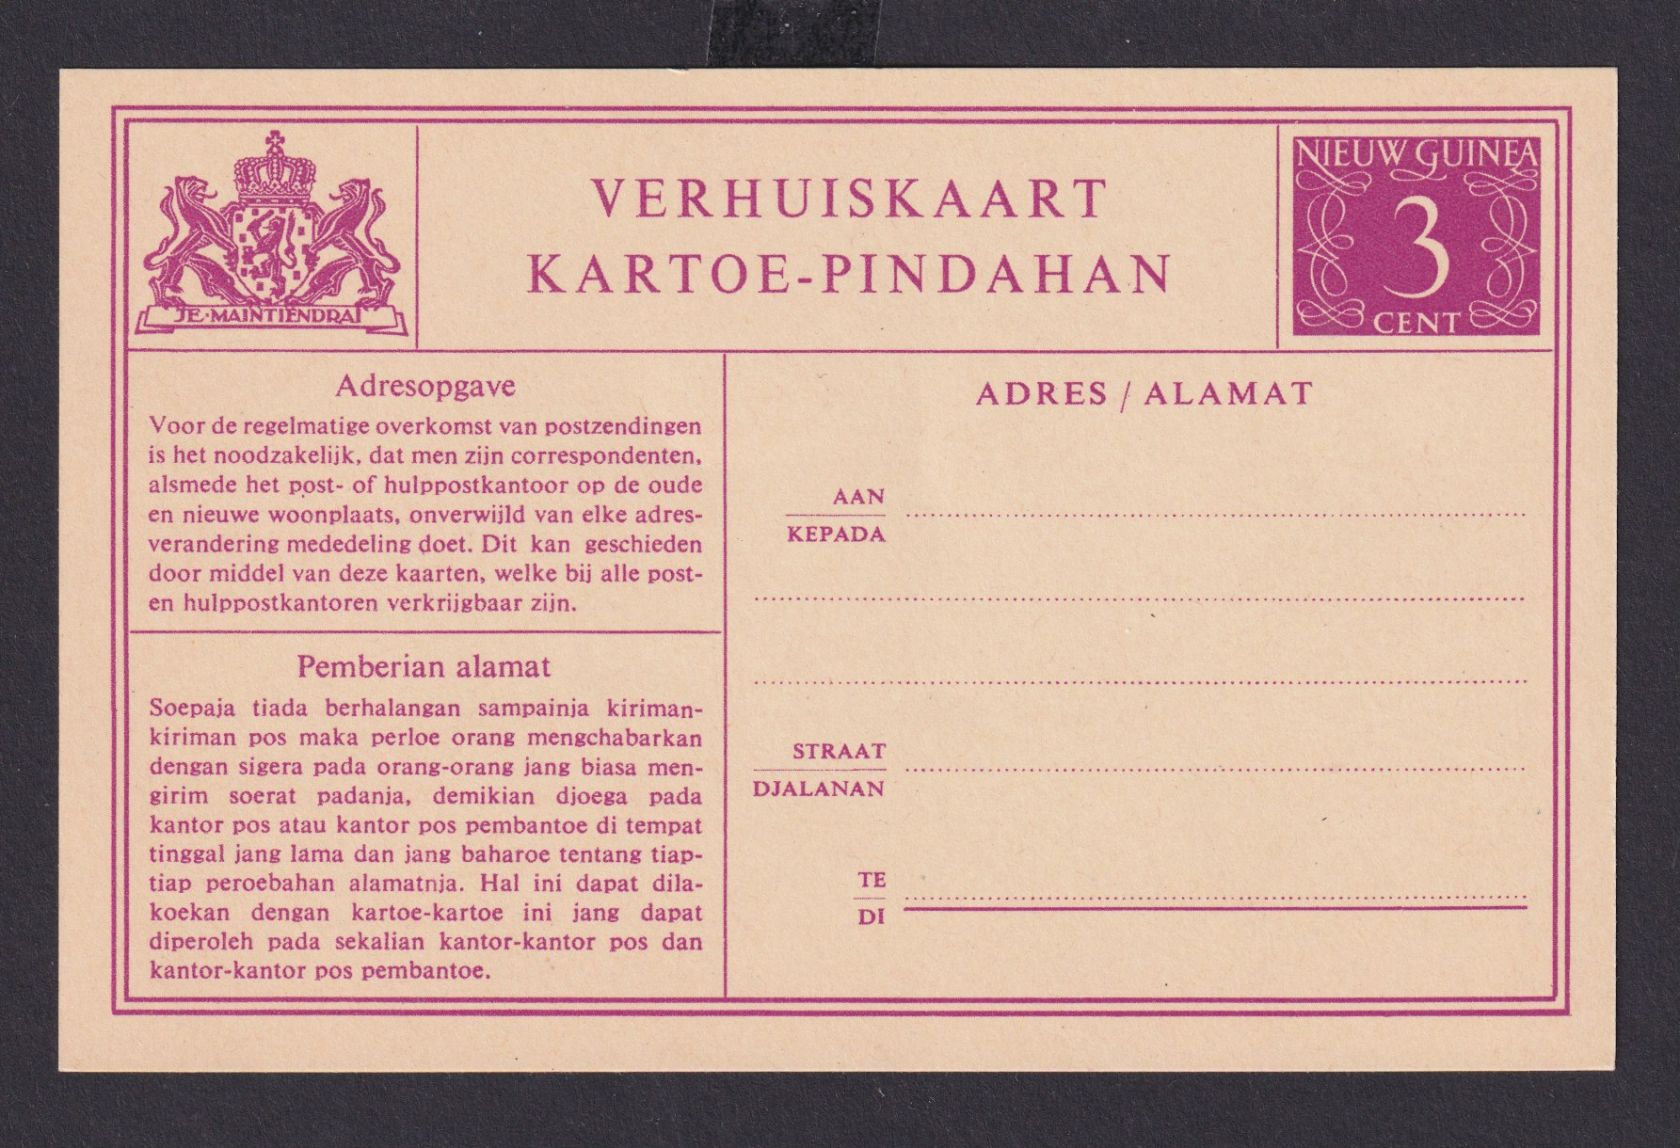 JE·MAINTIENDRAI
VERHUISKAART
KARTOE-PINDAHAN
NIEUW GUINEA
3
CENT
Adresopgave
Voor de regelmatige overkomst van postzendingen
is het noodzakelijk, dat men zijn correspondenten,
alsmede het post- of hulppostkantoor op de oude
en nieuwe woonplaats, onverwijld van elke adres-
verandering mededeling doet. Dit kan geschieden
door middel van deze kaarten, welke bij alle post-
en hulppostkantoren verkrijgbaar zijn.
Pemberian alamat
Soepaja tiada berhalangan sampainja kiriman-
kiriman pos maka perloe orang mengchabarkan
dengan sigera pada orang-orang jang biasa men-
girim soerat padanja, demikian djoega pada
kantor pos atau kantor pos pembantoe di tempat
tinggal jang lama dan jang baharoe tentang tiap-
tiap peroebahan alamatnja. Hal ini dapat dila-
koekan dengan kartoe-kartoe ini jang dapat
diperoleh pada sekalian kantor-kantor pos dan
kantor-kantor pos pembantoe.
ADRES / ALAMAT
AAN
KEPADA
STRAAT
DJALANAN
TE
DI